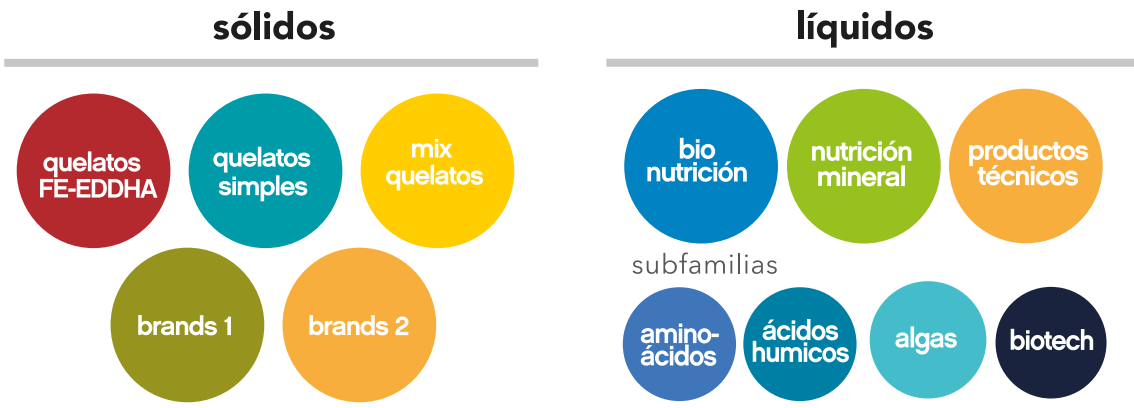 sólidos
quelatos
FE-EDDHA
quelatos
simples
mix
quelatos
brands 1
brands 2
líquidos
bio
nutrición
nutrición
mineral
productos
técnicos
subfamilias
amino-
ácidos
ácidos
humicos
algas
biotech